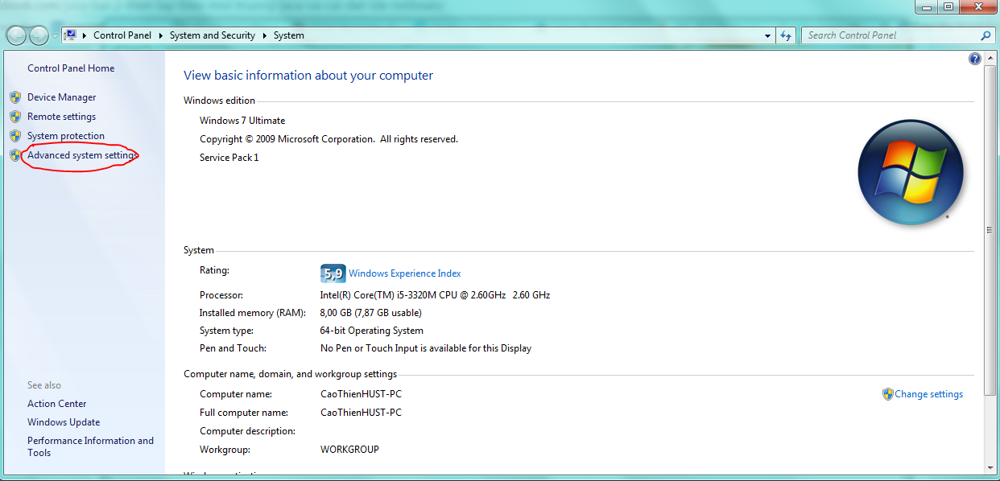 Control Panel ▸ System and Security ▸ System
Search Control Panel
Control Panel Home
Device Manager
Remote settings
System protection
Advanced system settings
See also
Action Center
Windows Update
Performance Information and
Tools
View basic information about your computer
Windows edition
Windows 7 Ultimate
Copyright © 2009 Microsoft Corporation. All rights reserved.
Service Pack 1
System
Rating:
5,9 Windows Experience Index
Processor: Intel(R) Core(TM) i5-3320M CPU @ 2.60GHz 2.60 GHz
Installed memory (RAM): 8,00 GB (7,87 GB usable)
System type: 64-bit Operating System
Pen and Touch: No Pen or Touch Input is available for this Display
Computer name, domain, and workgroup settings
Computer name: CaoThienHUST-PC
Change settings
Full computer name: CaoThienHUST-PC
Computer description:
Workgroup: WORKGROUP